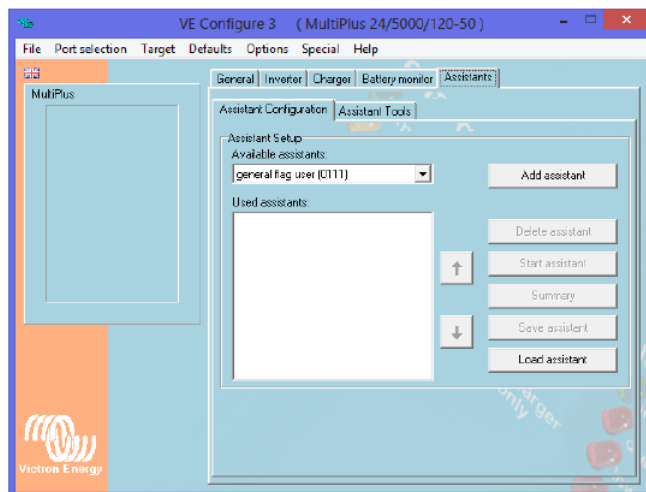 VE Configure 3 ( MultiPlus 24/5000/120-50 )
File Port selection Target Defaults Options Special Help
General Inverter Charger Battery monitor Assistants
MultiPlus
Assistant Configuration Assistant Tools
Assistant Setup
Available assistants:
general flag user (0111)
Add assistant
Used assistants:
Delete assistant
Start assistant
Summary
Save assistant
Load assistant
charger
only
Victron Energy